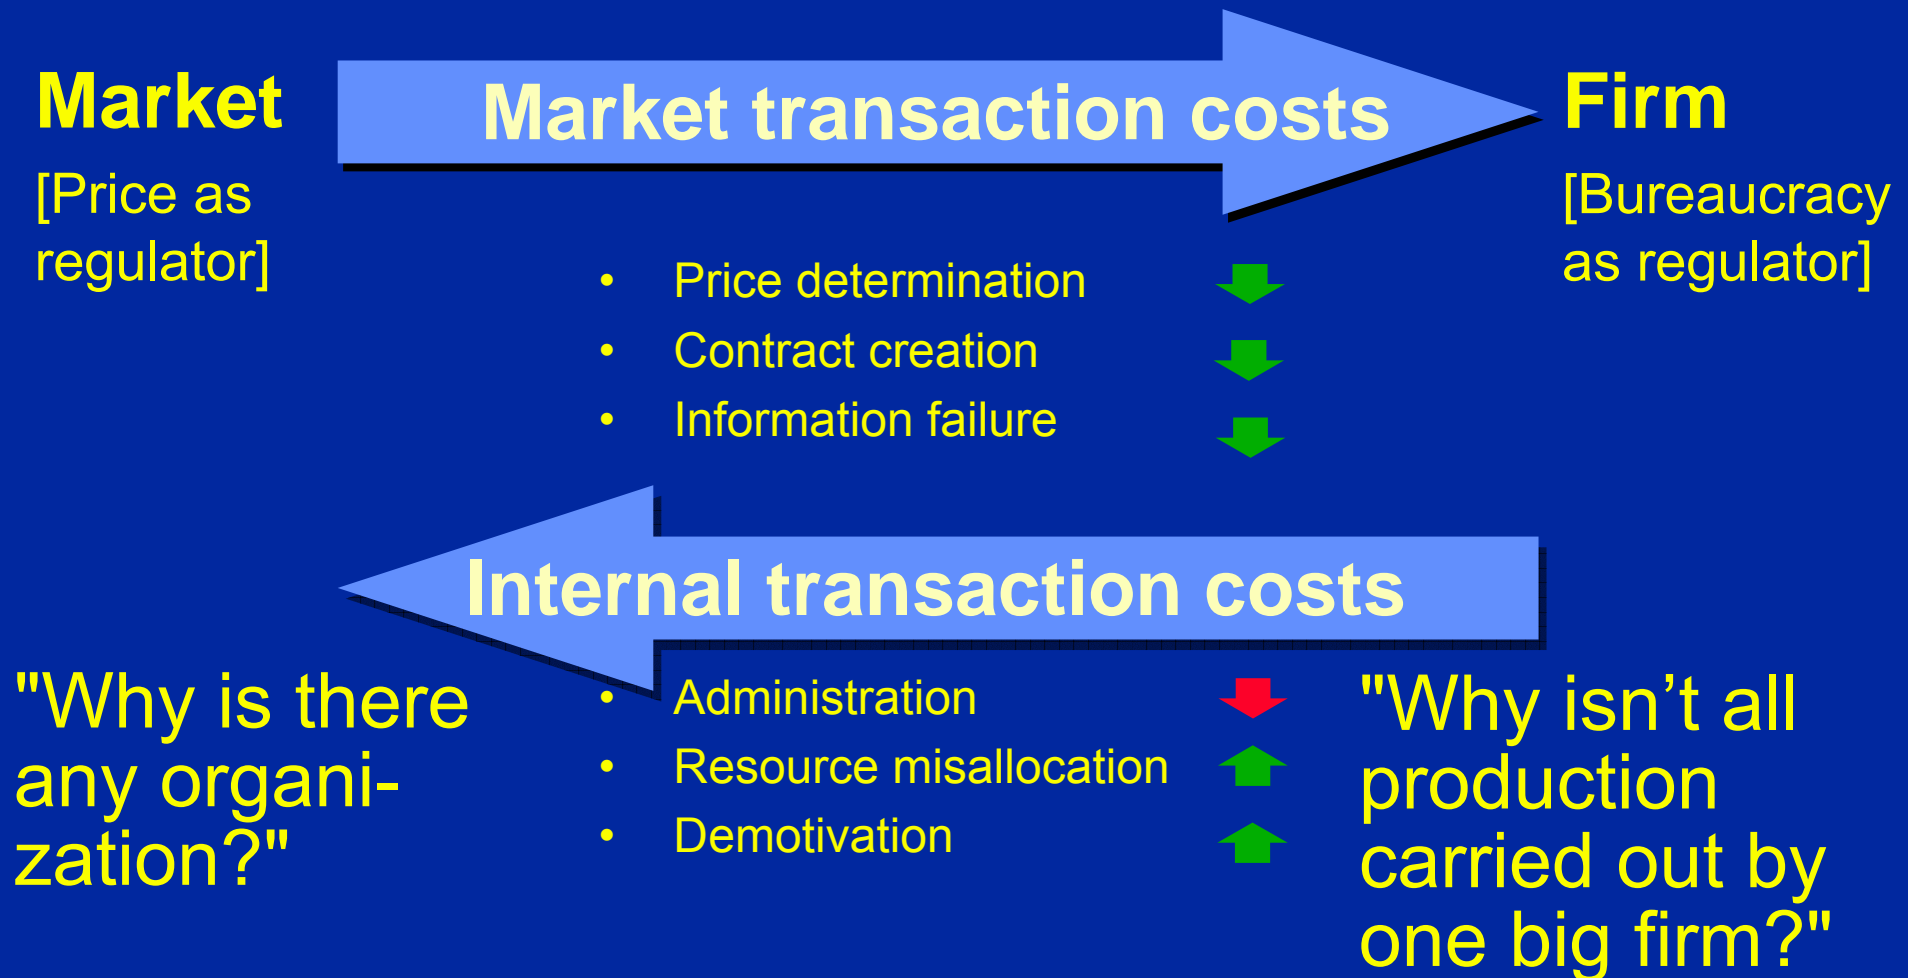 Market
[Price as
regulator]
Market transaction costs
Firm
[Bureaucracy
as regulator]
• Price determination
• Contract creation
• Information failure
Internal transaction costs
"Why is there
any organi-
zation?"
• Administration
• Resource misallocation
• Demotivation
"Why isn’t all
production
carried out by
one big firm?"